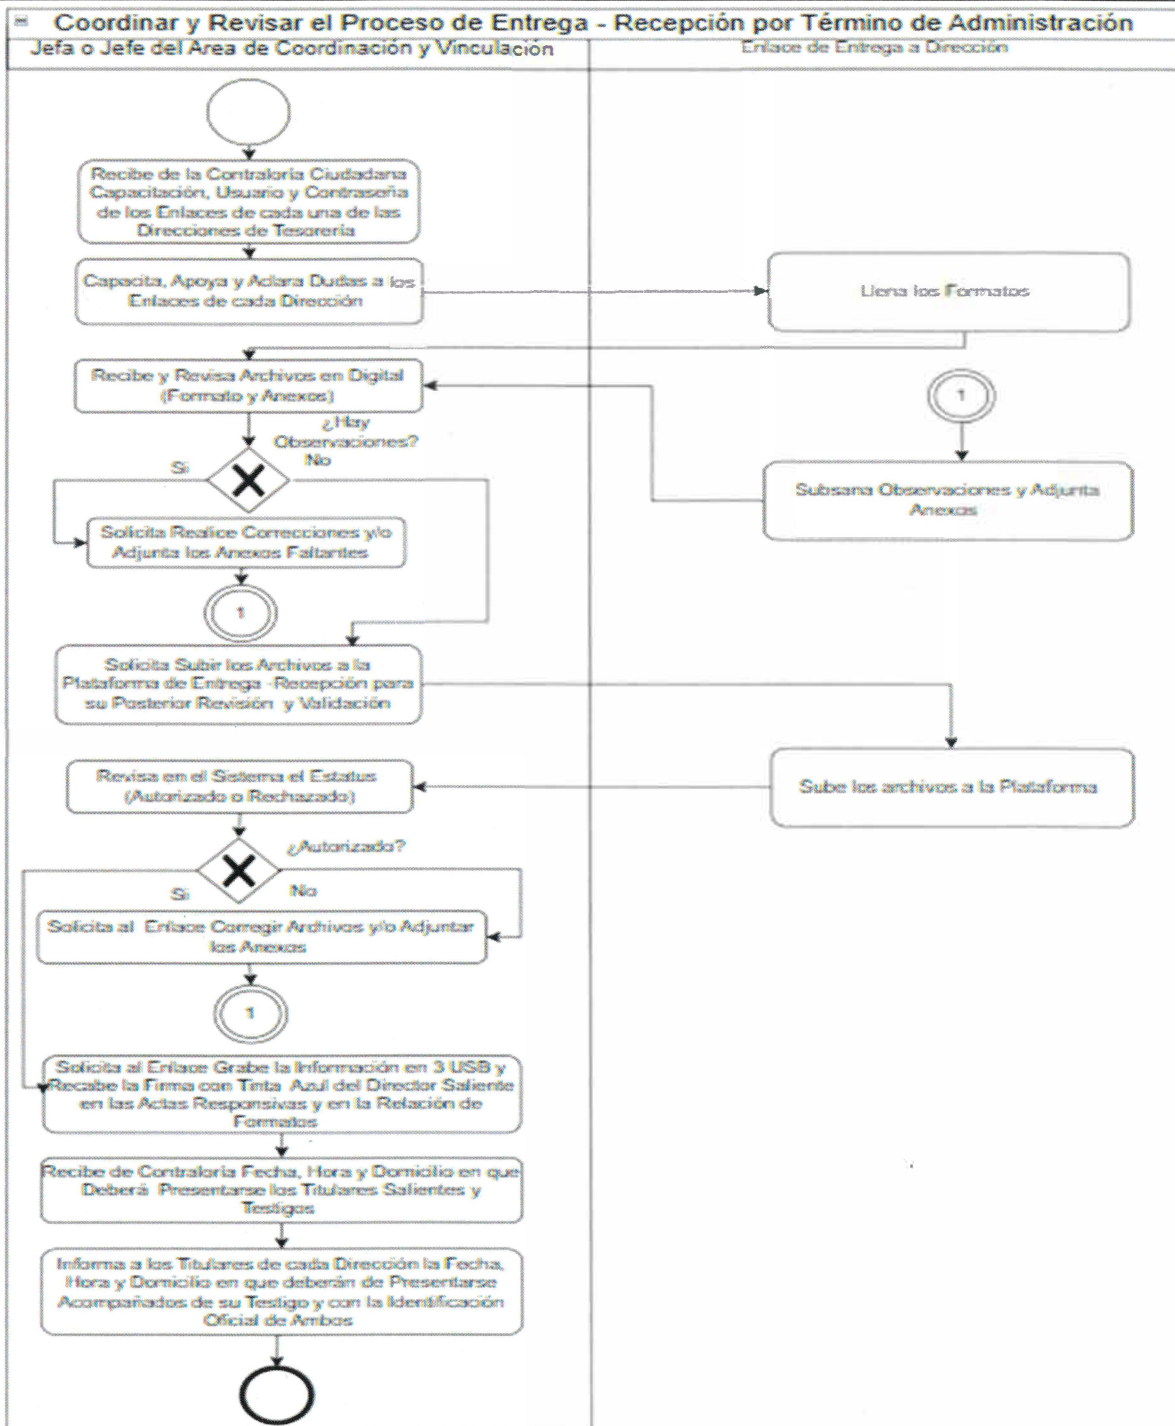 Coordinar y Revisar el Proceso de Entrega - Recepción por Término de Administración
Jefa o Jefe del Area de Coordinación y Vinculación
Enlace de Entrega a Dirección
Recibe de la Contraloría Ciudadana
Capacitación, Usuario y Contraseña
de los Enlaces de cada una de las
Direcciones de Tesorería
Capacita, Apoya y Aclara Dudas a los
Enlaces de cada Dirección
Llena los Formatos
Recibe y Revisa Archivos en Digital
(Formato y Anexos)
1
¿Hay
Observaciones?
Si
No
Subsana Observaciones y Adjunta
Anexos
Solicita Realice Correcciones y/o
Adjunta los Anexos Faltantes
1
Solicita Subir los Archivos a la
Plataforma de Entrega -Recepción para
su Posterior Revisión y Validación
Revisa en el Sistema el Estatus
(Autorizado o Rechazado)
Sube los archivos a la Plataforma
¿Autorizado?
Si
No
Solicita al Enlace Corregir Archivos y/o Adjuntar
los Anexos
1
Solicita al Enlace Grabe la Información en 3 USB y
Recabe la Firma con Tinta Azul del Director Saliente
en las Actas Responsivas y en la Relación de
Formatos
Recibe de Contraloría Fecha, Hora y Domicilio en que
Deberá Presentarse los Titulares Salientes y
Testigos
Informa a los Titulares de cada Dirección la Fecha,
Hora y Domicilio en que deberán de Presentarse
Acompañados de su Testigo y con la Identificación
Oficial de Ambos